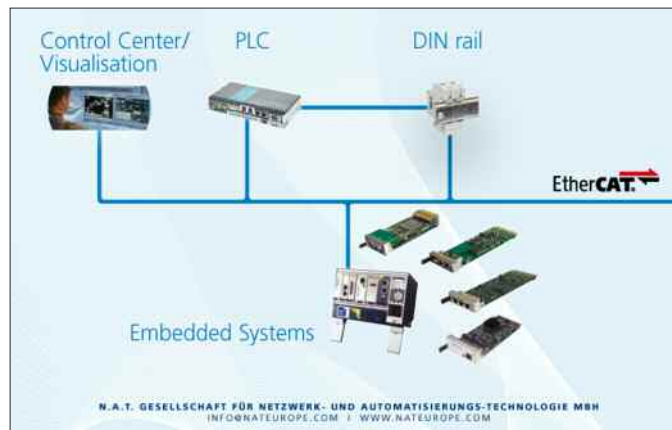 Control Center/
Visualisation
PLC
DIN rail
EtherCAT.
Embedded Systems
N.A.T. GESELLSCHAFT FÜR NETZWERK- UND AUTOMATISIERUNGS-TECHNOLOGIE MBH
INFO@NATEUROPE.COM I WWW.NATEUROPE.COM